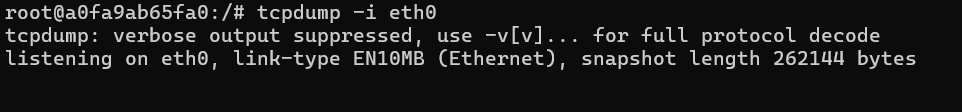 root@a0fa9ab65fa0:/# tcpdump -i eth0
tcpdump: verbose output suppressed, use -v[v]... for full protocol decode
listening on eth0, link-type EN10MB (Ethernet), snapshot length 262144 bytes